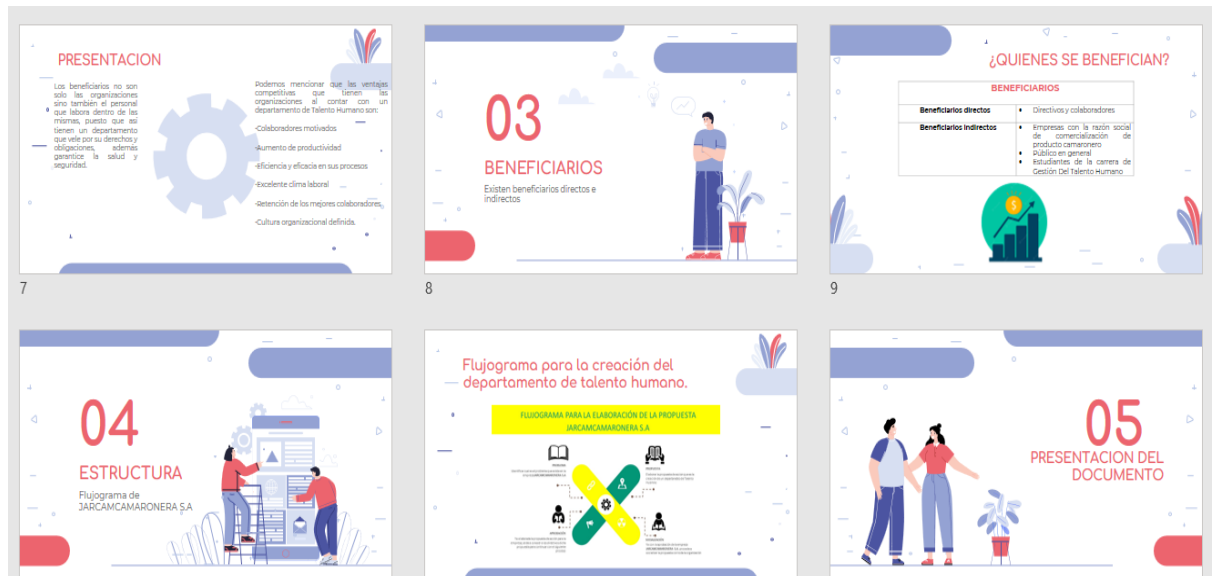 PRESENTACION
Los beneficiarios no son
solo las organizaciones
sino también el personal
que labora dentro de las
mismas, puesto que así
tienen un departamento
que vele por su derechos y
obligaciones, además
garantice la salud y
seguridad.
Podemos mencionar que las ventajas
competitivas que tienen las
organizaciones al contar con un
departamento de Talento Humano son:
-Colaboradores motivados
-Aumento de productividad
-Eficiencia y eficacia en sus procesos
-Excelente clima laboral
-Retención de los mejores colaboradores.
-Cultura organizacional definida.
7
03
BENEFICIARIOS
Existen beneficiarios directos e
indirectos
8
¿QUIENES SE BENEFICIAN?
BENEFICIARIOS
Beneficiarios directos
• Directivos y colaboradores
Beneficiarios Indirectos
• Empresas con la razón social
de comercialización de
producto camaronero
• Público en general
• Estudiantes de la carrera de
Gestión Del Talento Humano
$
9
04
ESTRUCTURA
Flujograma de
JARCAMCAMARONERA S.A
Flujograma para la creación del
departamento de talento humano.
FLUJOGRAMA PARA LA ELABORACIÓN DE LA PROPUESTA
JARCAMCAMARONERA S.A
05
PRESENTACION DEL
DOCUMENTO